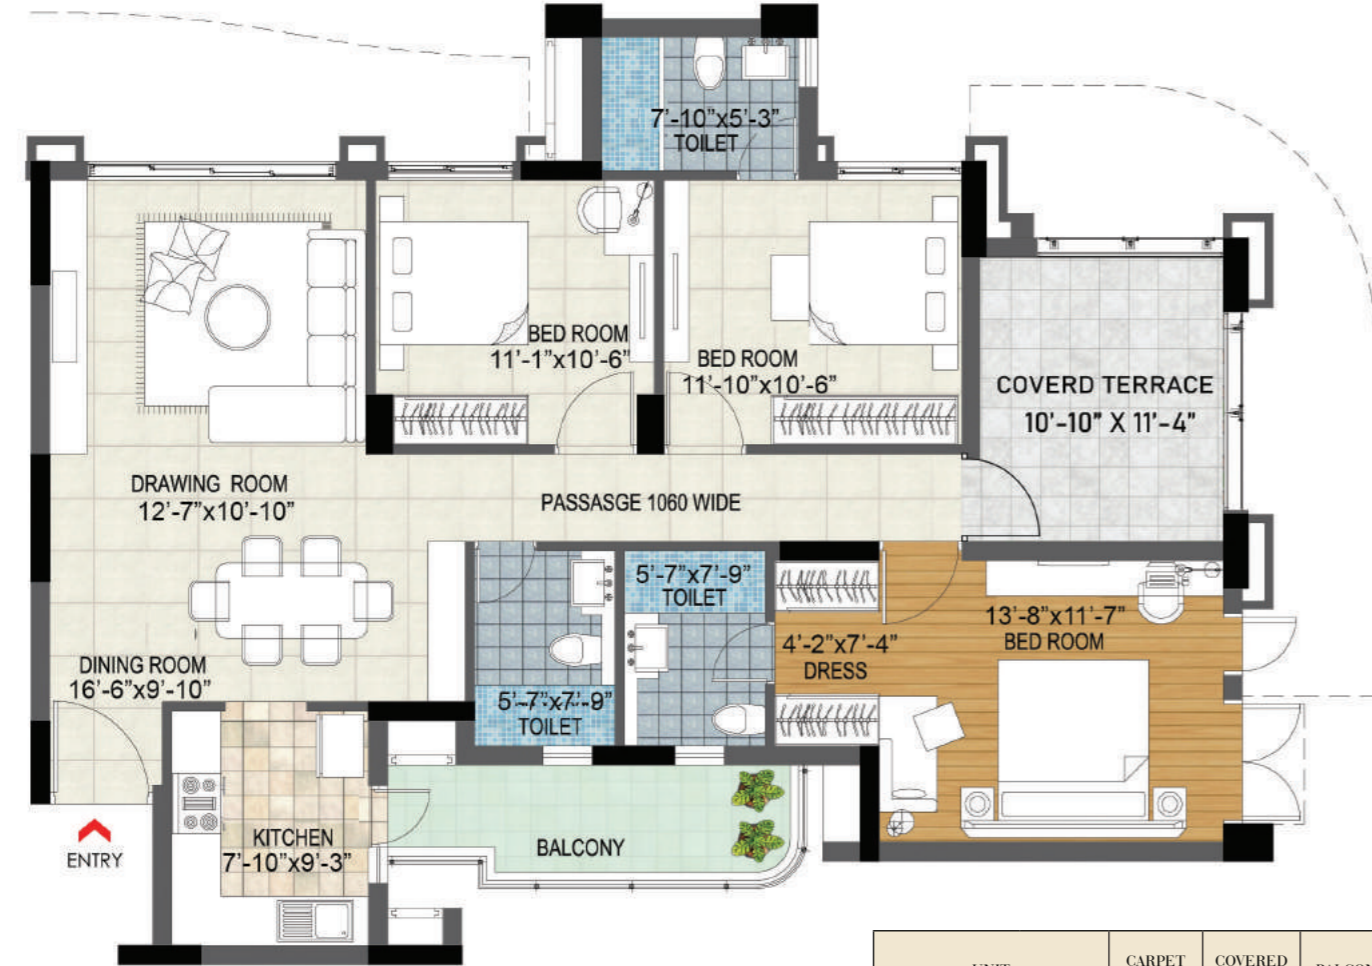 7'-10"x5'-3"
TOILET
BED ROOM
11'-1"x10'-6"
BED ROOM
11'-10"x10'-6"
COVERD TERRACE
10'-10" X 11'-4"
DRAWING ROOM
12'-7"x10'-10"
PASSASGE 1060 WIDE
5'-7"x7'-9"
TOILET
13'-8"x11'-7"
BED ROOM
4'-2"x7'-4"
DRESS
DINING ROOM
16'-6"x9'-10"
5'-7"x7'-9"
TOILET
KITCHEN
7'-10"x9'-3"
BALCONY
ENTRY
CARPET
COVERED